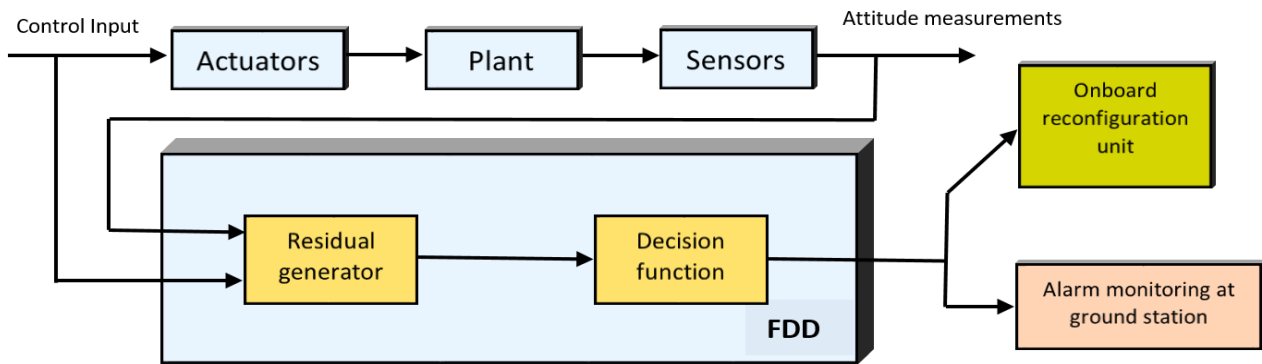 Control Input
Attitude measurements
Actuators
Plant
Sensors
Onboard
reconfiguration
unit
Residual
generator
Decision
function
FDD
Alarm monitoring at
ground station